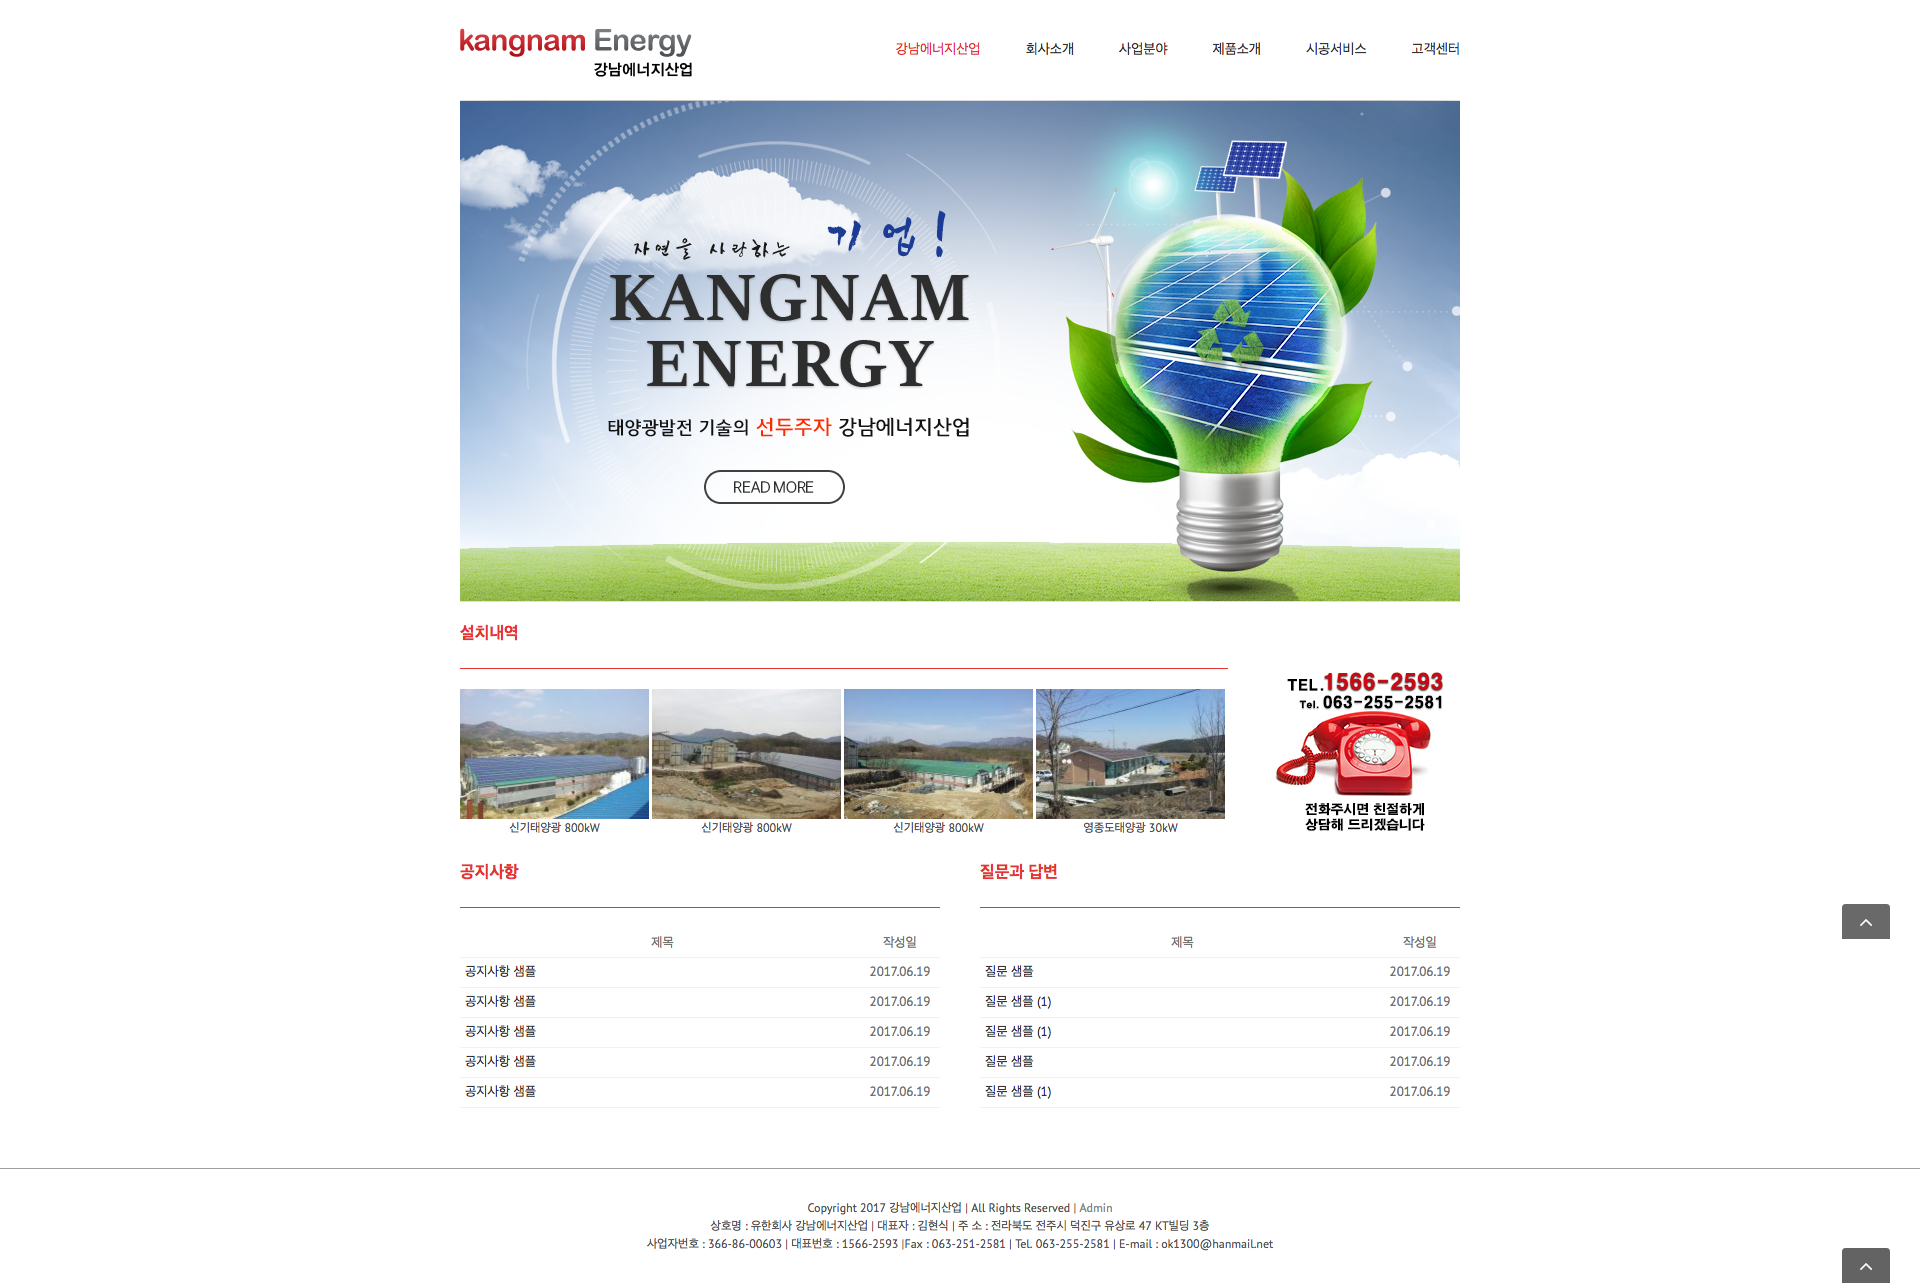 kangnam Energy
강남에너지산업
강남에너지산업 회사소개 사업분야 제품소개 시공서비스 고객센터
자연을 사랑하는 기업!
KANGNAM
ENERGY
태양광발전 기술의 선두주자 강남에너지산업
READ MORE
설치내역
신기태양광 800kW
신기태양광 800kW
신기태양광 800kW
영종도태양광 30kW
TEL.1566-2593
Tel. 063-255-2581
전화주시면 친절하게
상담해 드리겠습니다
공지사항
제목 작성일
공지사항 샘플 2017.06.19
공지사항 샘플 2017.06.19
공지사항 샘플 2017.06.19
공지사항 샘플 2017.06.19
공지사항 샘플 2017.06.19
질문과 답변
제목 작성일
질문 샘플 2017.06.19
질문 샘플 (1) 2017.06.19
질문 샘플 (1) 2017.06.19
질문 샘플 2017.06.19
질문 샘플 (1) 2017.06.19
Copyright 2017 강남에너지산업 | All Rights Reserved | Admin
상호명 : 유한회사 강남에너지산업 | 대표자 : 김현식 | 주 소 : 전라북도 전주시 덕진구 유상로 47 KT빌딩 3층
사업자번호 : 366-86-00603 | 대표번호 : 1566-2593 |Fax : 063-251-2581 | Tel. 063-255-2581 | E-mail : ok1300@hanmail.net